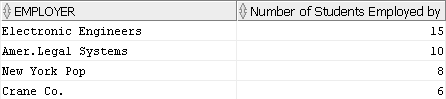 EMPLOYER Number of Students Employed by
Electronic Engineers 15
Amer.Legal Systems 10
New York Pop 8
Crane Co. 6